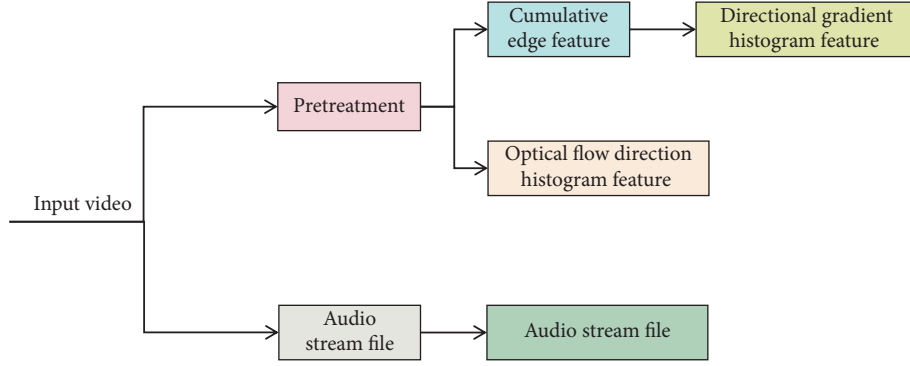 Cumulative
edge feature
Directional gradient
histogram feature
Pretreatment
Optical flow direction
histogram feature
Input video
Audio
stream file
Audio stream file